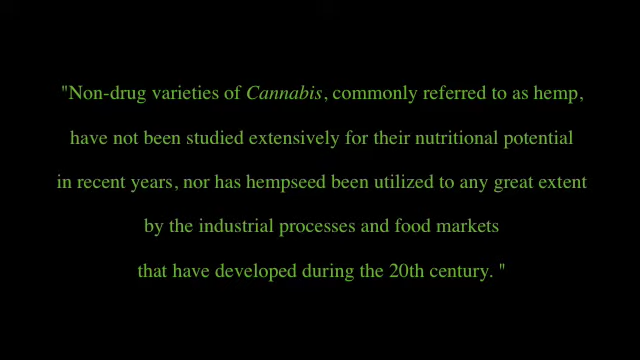 "Non-drug varieties of Cannabis, commonly referred to as hemp,
have not been studied extensively for their nutritional potential
in recent years, nor has hempseed been utilized to any great extent
by the industrial processes and food markets
that have developed during the 20th century. "